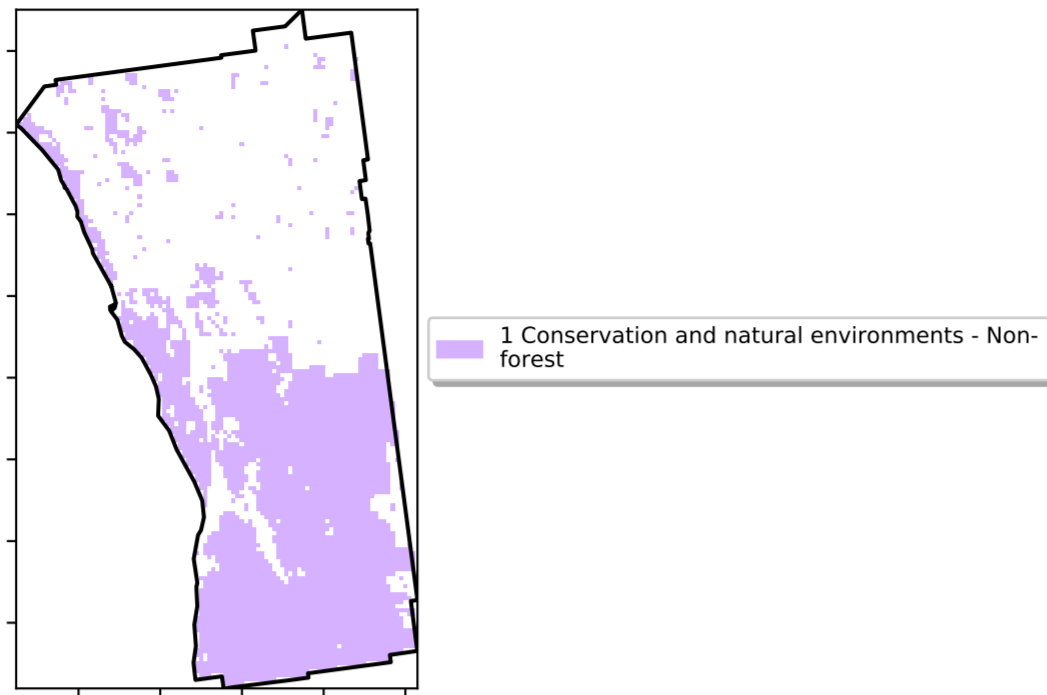 1 Conservation and natural environments - Non-
forest